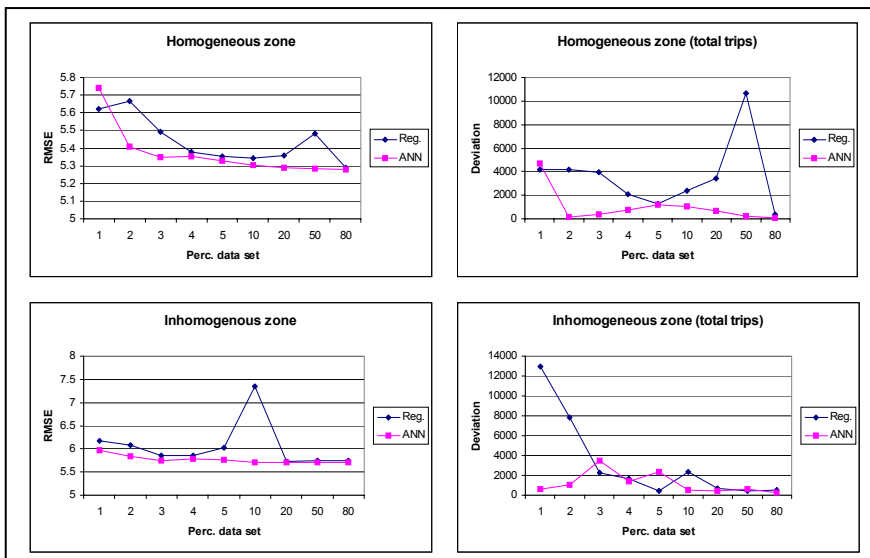 Homogeneous zone
5.8
5.7
5.6
5.5
5.4
5.3
5.2
5.1
5
RMSE
1 2 3 4 5 10 20 50 80
Perc. data set
Reg.
ANN
Homogeneous zone (total trips)
12000
10000
8000
6000
4000
2000
0
Deviation
1 2 3 4 5 10 20 50 80
Perc. data set
Reg.
ANN
Inhomogenous zone
8
7.5
7
6.5
6
5.5
5
RMSE
1 2 3 4 5 10 20 50 80
Perc. data set
Reg.
ANN
Inhomogeneous zone (total trips)
14000
12000
10000
8000
6000
4000
2000
0
Deviation
1 2 3 4 5 10 20 50 80
Perc. data set
Reg.
ANN